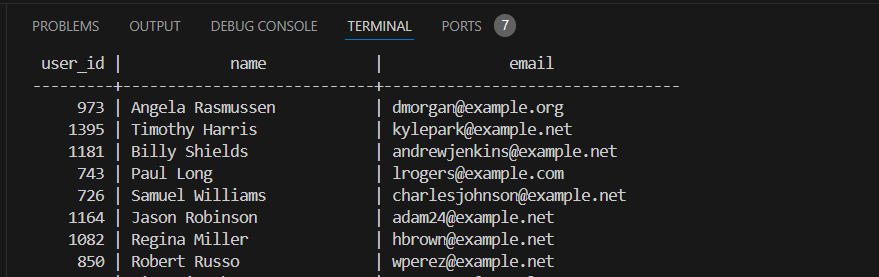 PROBLEMS OUTPUT DEBUG CONSOLE TERMINAL PORTS 7
user_id | name | email
---------+----------------------------+---------------------------------
973 | Angela Rasmussen | dmorgan@example.org
1395 | Timothy Harris | kylepark@example.net
1181 | Billy Shields | andrewjenkins@example.net
743 | Paul Long | lrogers@example.com
726 | Samuel Williams | charlesjohnson@example.net
1164 | Jason Robinson | adam24@example.net
1082 | Regina Miller | hbrown@example.net
850 | Robert Russo | wperez@example.net